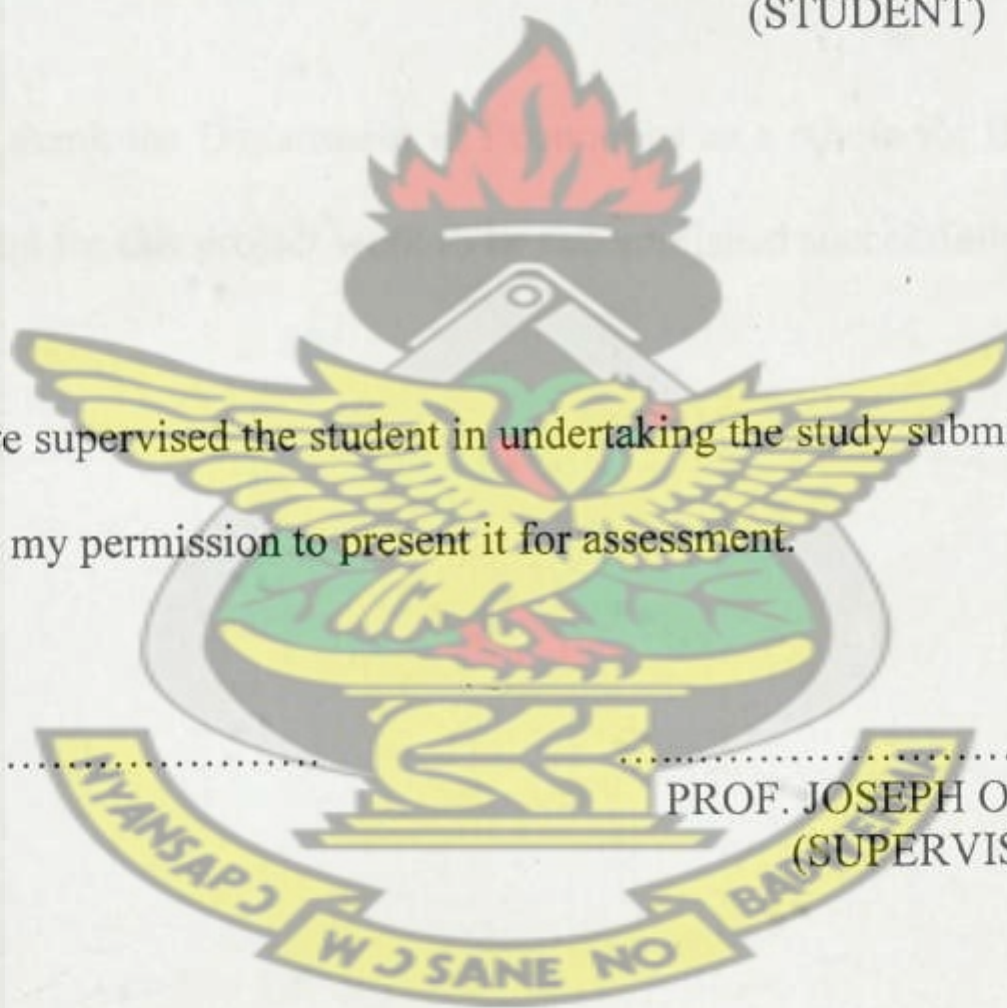 (STUDENT)
e supervised the student in undertaking the study subm
my permission to present it for assessment.
........................ ........................
PROF. JOSEPH O
(SUPERVIS
NYANSAPƆ
WƆSANE NO